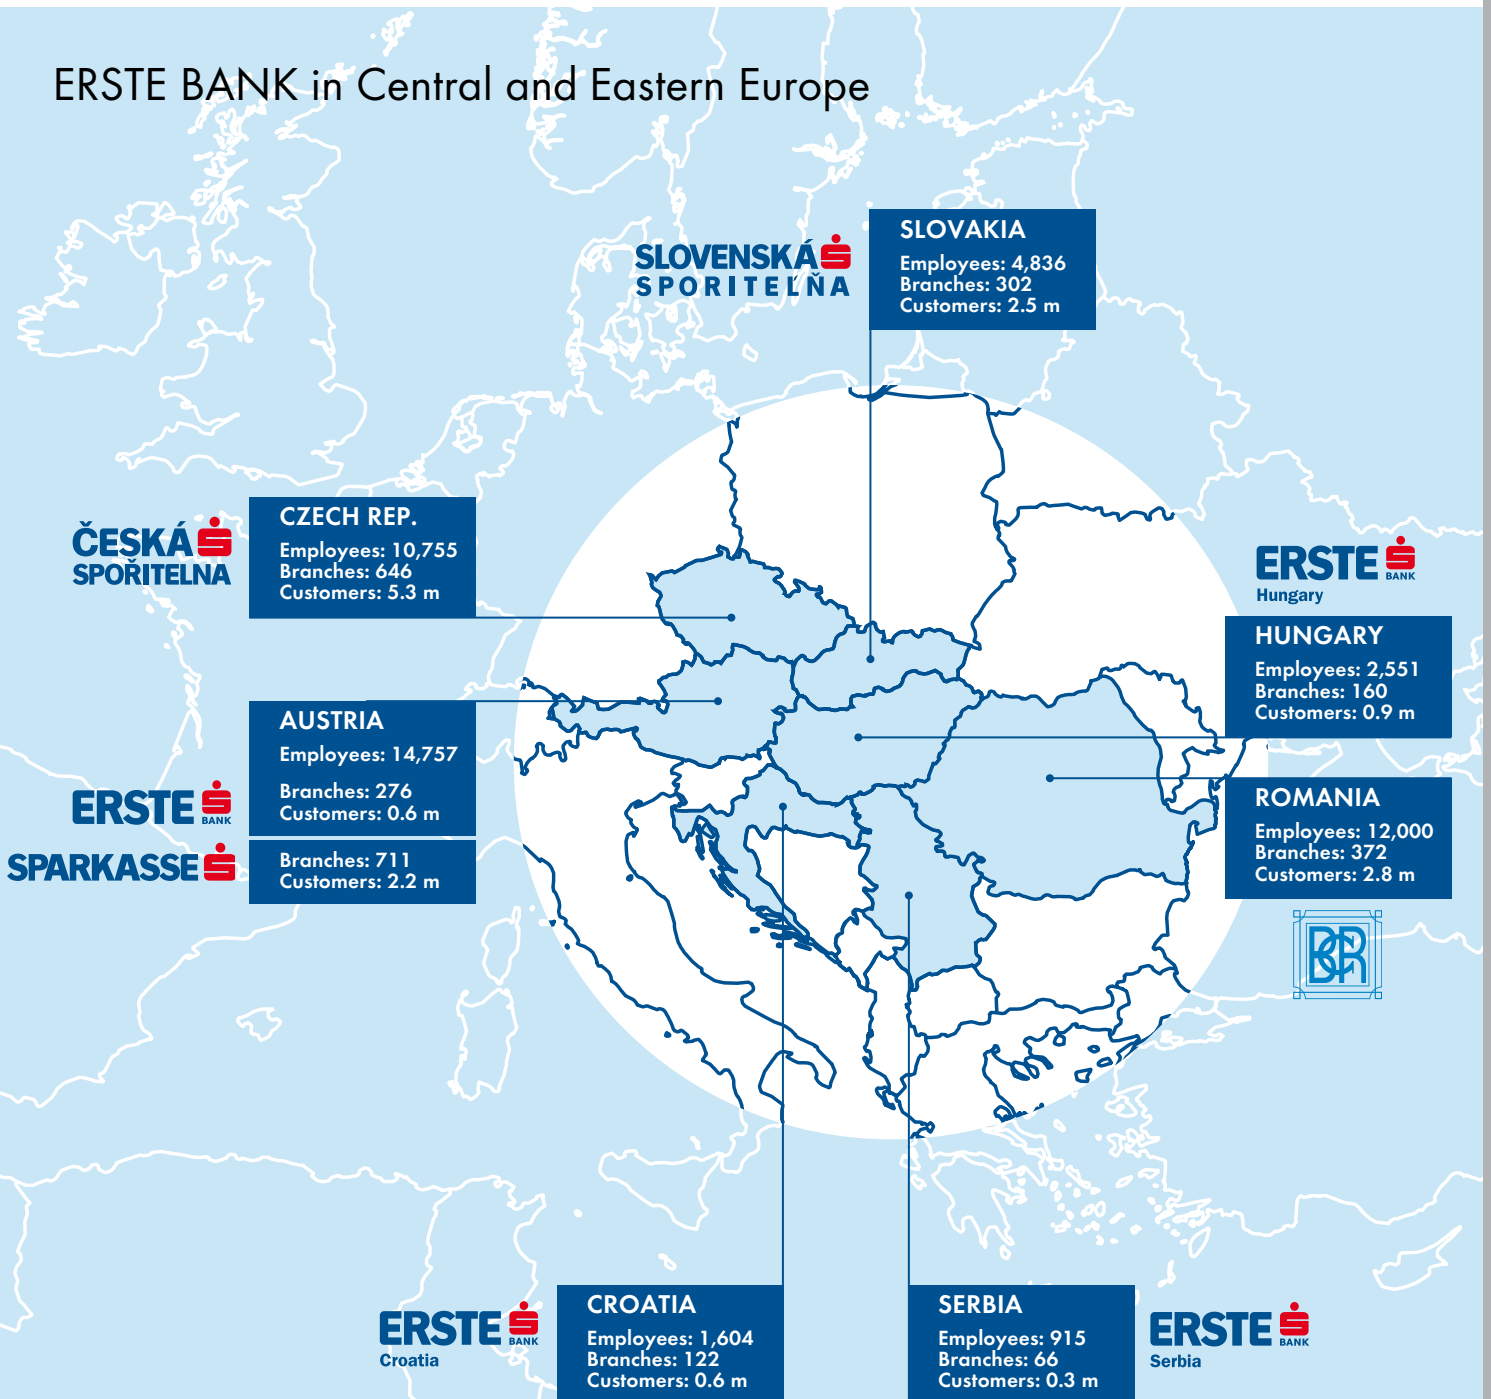 ERSTE BANK in Central and Eastern Europe
SLOVENSKÁ
SPORITEĽŇA
SLOVAKIA
Employees: 4,836
Branches: 302
Customers: 2.5 m
ČESKÁ
SPOŘITELNA
CZECH REP.
Employees: 10,755
Branches: 646
Customers: 5.3 m
ERSTE
BANK
Hungary
HUNGARY
Employees: 2,551
Branches: 160
Customers: 0.9 m
AUSTRIA
Employees: 14,757
Branches: 276
Customers: 0.6 m
ERSTE
BANK
SPARKASSE
Branches: 711
Customers: 2.2 m
ROMANIA
Employees: 12,000
Branches: 372
Customers: 2.8 m
BCR
ERSTE
BANK
Croatia
CROATIA
Employees: 1,604
Branches: 122
Customers: 0.6 m
SERBIA
Employees: 915
Branches: 66
Customers: 0.3 m
ERSTE
BANK
Serbia